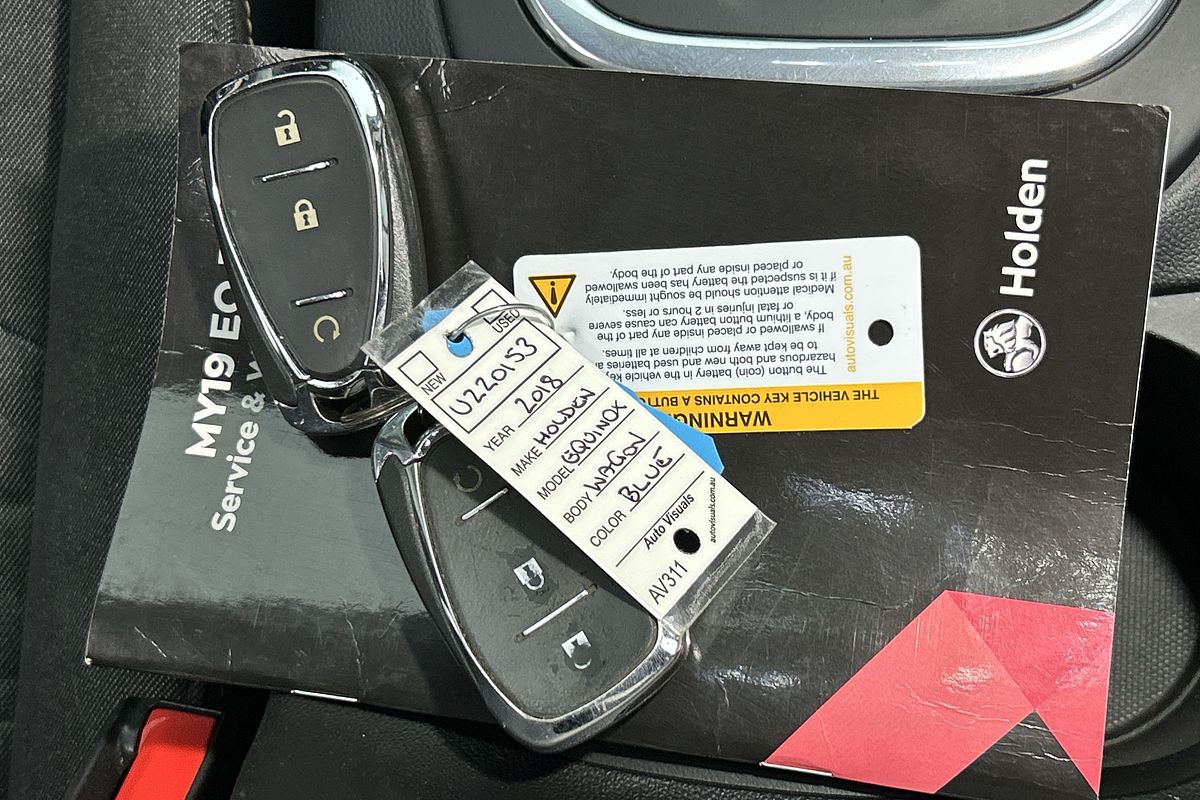 Holden
MY19 EQ
Service &
NEW
USED
U220153
YEAR 2018
MAKE HOLDEN
MODEL EQUINOX
BODY WAGON
COLOR BLUE
Auto Visuals
autovisuals.com.au
AV311
WARNING
THE VEHICLE KEY CONTAINS A
The button (coin) battery in the vehicle
hazardous and new and used batteries
to be kept away from children at all times.
If swallowed or placed inside any part of the
body, a lithium button battery can cause severe
or fatal injuries in 2 hours or less.
Medical attention should be sought immediately
if it is suspected the battery has been swallowed
or placed inside any part of the body.
autovisuals.com.au